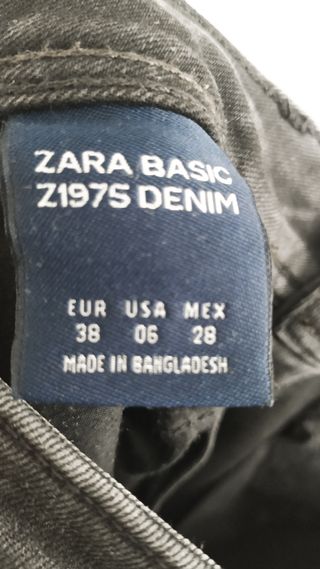 ZARA BASIC
Z1975 DENIM
EUR USA MEX
38 06 28
MADE IN BANGLADESH